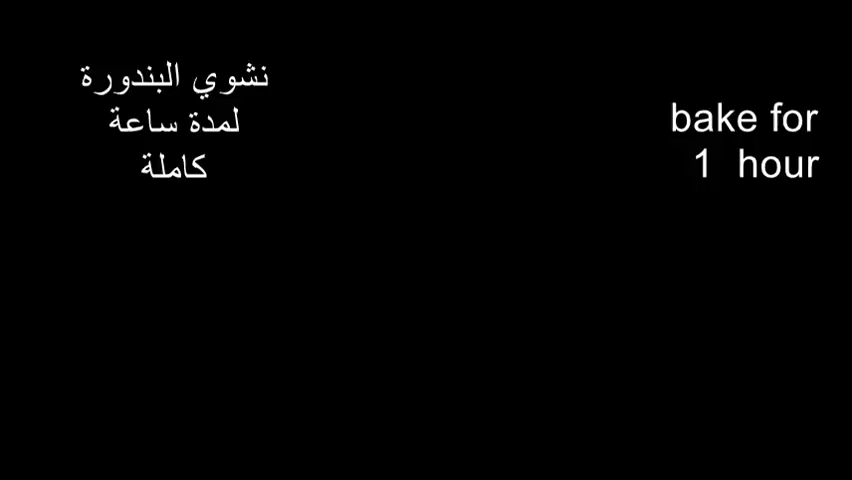 نشوي البندورة
لمدة ساعة
كاملة
bake for
1 hour